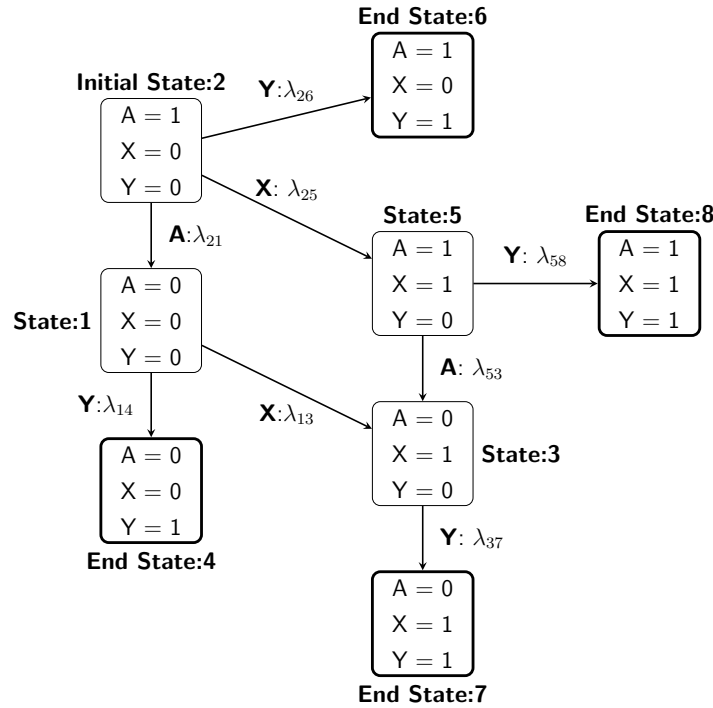 End State:6
A = 1
X = 0
Y = 1
Initial State:2
A = 1
X = 0
Y = 0
Y:λ26
X: λ25
A:λ21
State:5
A = 1
X = 1
Y = 0
Y: λ58
End State:8
A = 1
X = 1
Y = 1
State:1
A = 0
X = 0
Y = 0
A: λ53
Y:λ14
X:λ13
A = 0
X = 1
Y = 0
State:3
A = 0
X = 0
Y = 1
End State:4
Y: λ37
A = 0
X = 1
Y = 1
End State:7